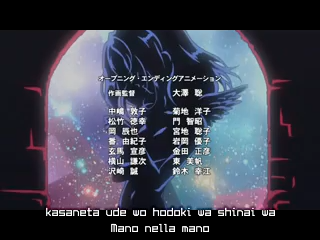 オープニング・エンディングアニメーション
作画監督 大澤 聡
中嶋 敦子 菊地 洋子
松竹 徳幸 門 智昭
岡 辰也 宮地 聡子
蕃 由紀子 岩岡 優子
玄馬 宣彦 金田 正彦
横山 謙次 東 美帆
沢崎 誠 鈴木 幸江
kasaneta ude wo hodoki wa shinai wa
Mano nella mano